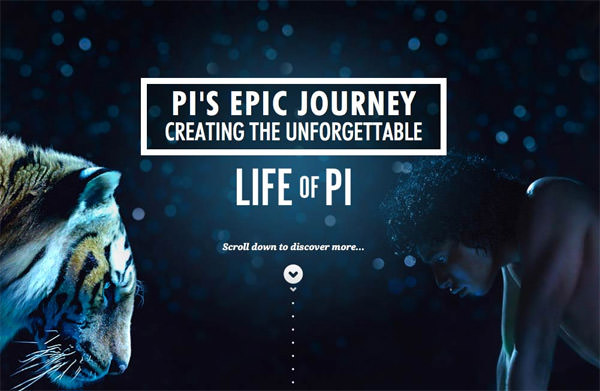 PI'S EPIC JOURNEY
CREATING THE UNFORGETTABLE
LIFE OF PI
Scroll down to discover more...